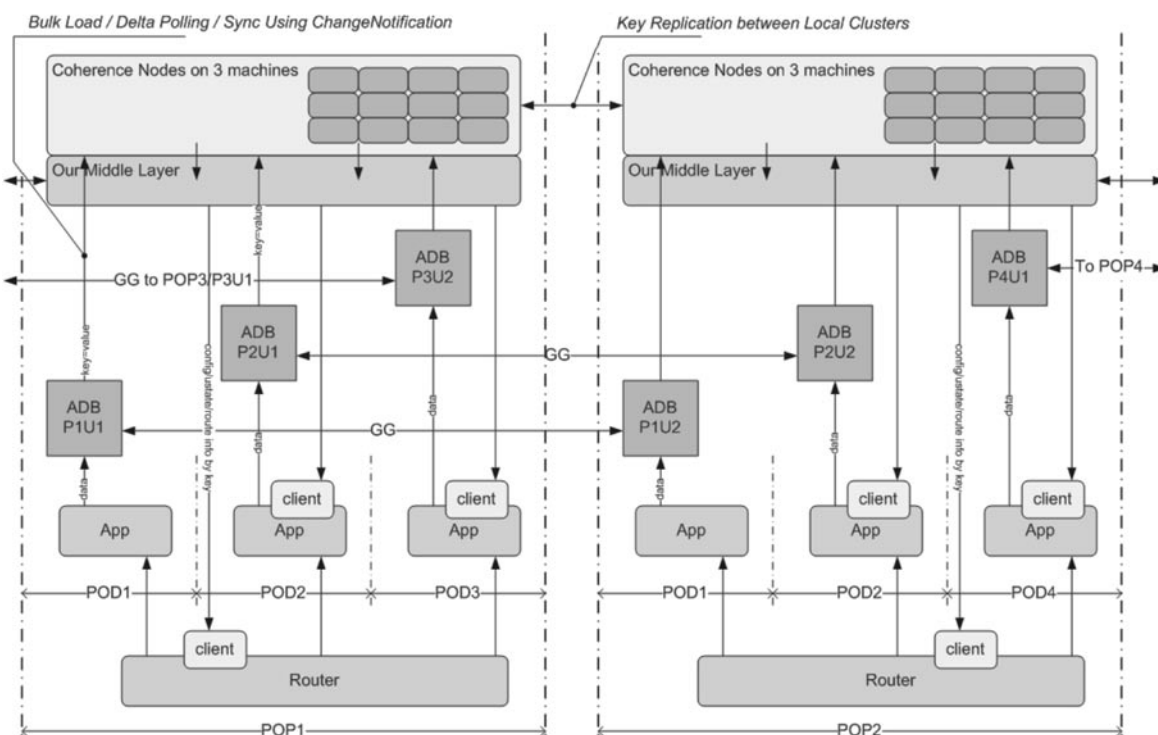 Bulk Load / Delta Polling / Sync Using ChangeNotification
Key Replication between Local Clusters
Coherence Nodes on 3 machines
Coherence Nodes on 3 machines
Our Middle Layer
Our Middle Layer
key=value
key=value
ADB
P3U2
ADB
P4U1
GG to POP3/P3U1
To POP4
ADB
P2U1
ADB
P2U2
GG
config/ustate/route info by key
config/ustate/route info by key
ADB
P1U1
ADB
P1U2
GG
data
data
data
data
data
data
client
client
client
client
App
App
App
App
App
App
POD1
POD2
POD3
POD1
POD2
POD4
client
client
Router
Router
POP1
POP2